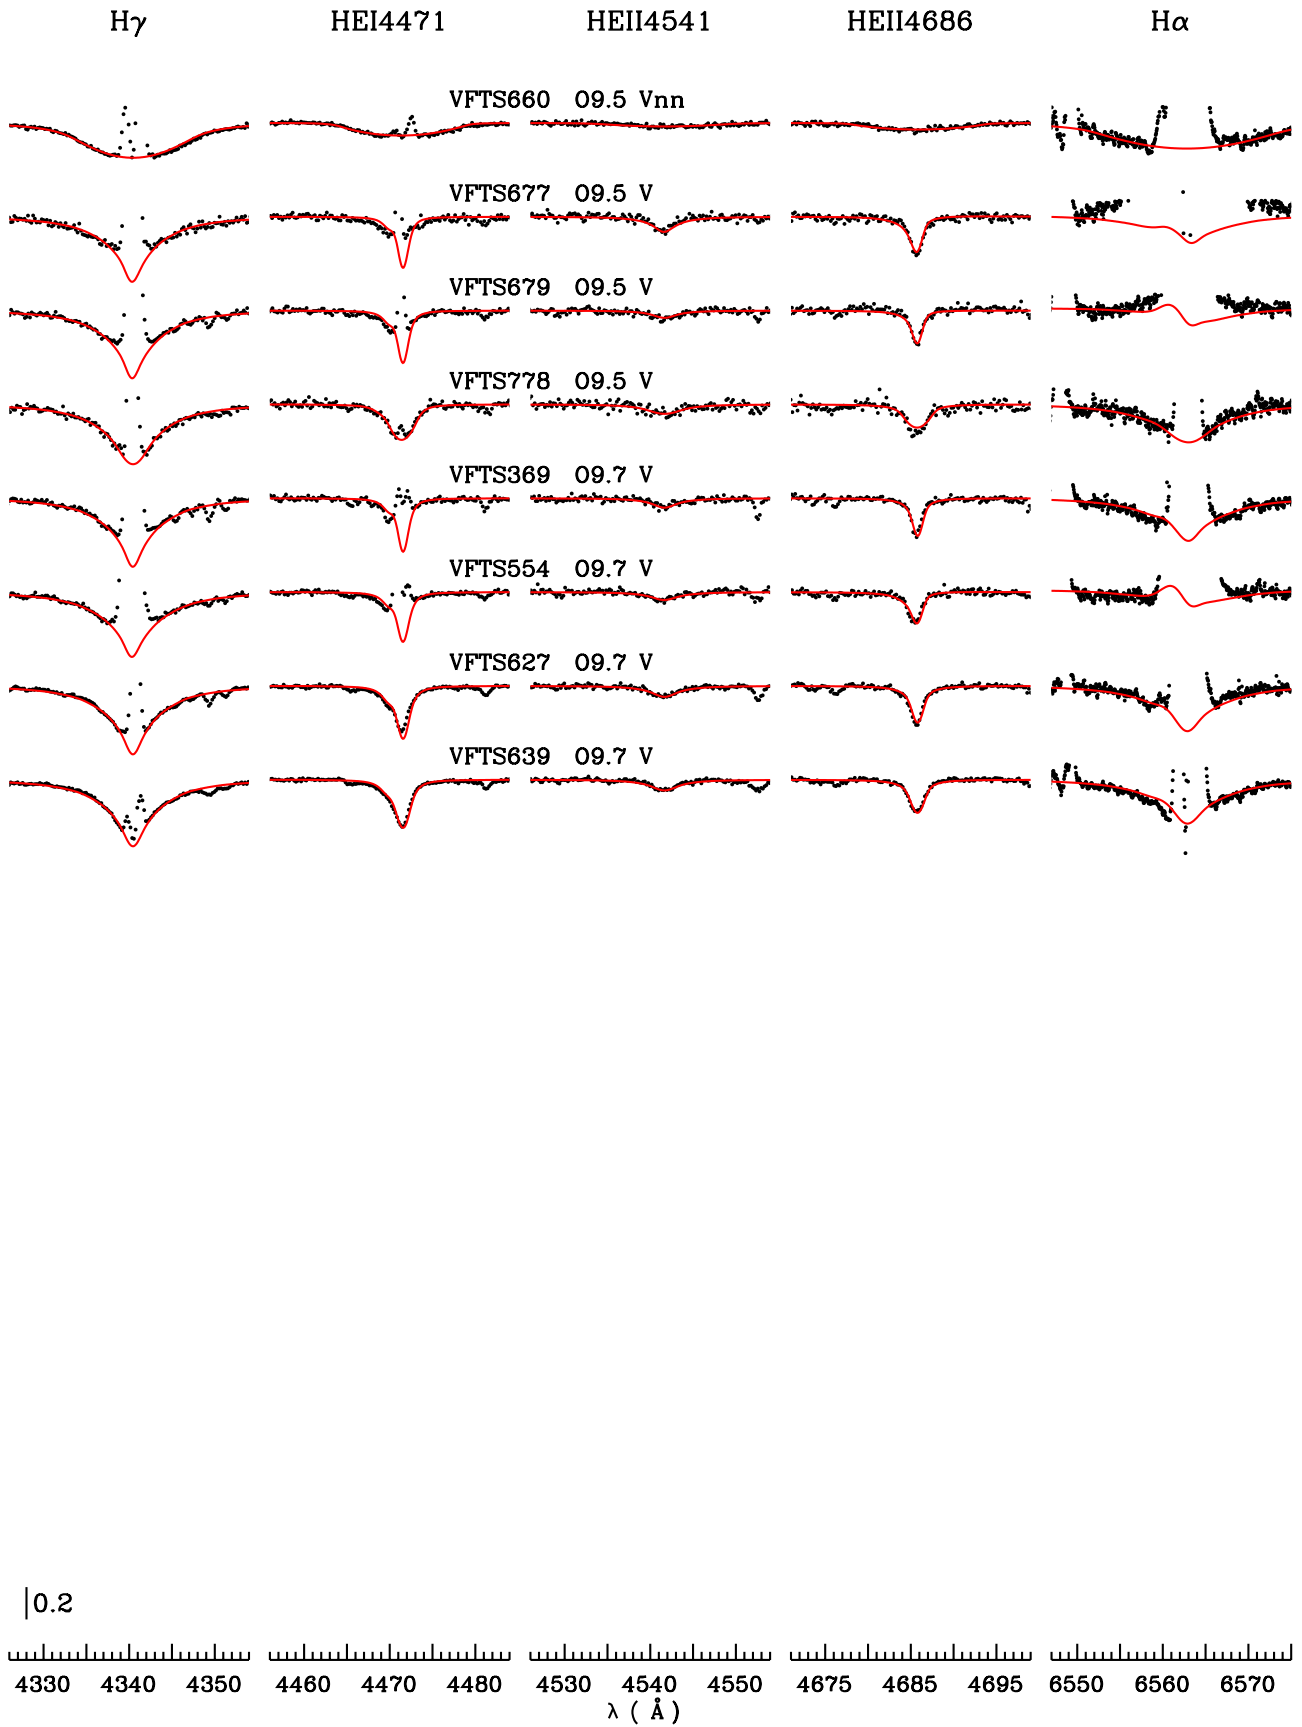 Hγ HEI4471 HEII4541 HEII4686 Hα
VFTS660 O9.5 Vnn
VFTS677 O9.5 V
VFTS679 O9.5 V
VFTS778 O9.5 V
VFTS369 O9.7 V
VFTS554 O9.7 V
VFTS627 O9.7 V
VFTS639 O9.7 V
0.2
4330 4340 4350 4460 4470 4480 4530 4540 4550 4675 4685 4695 6550 6560 6570
λ ( Å )